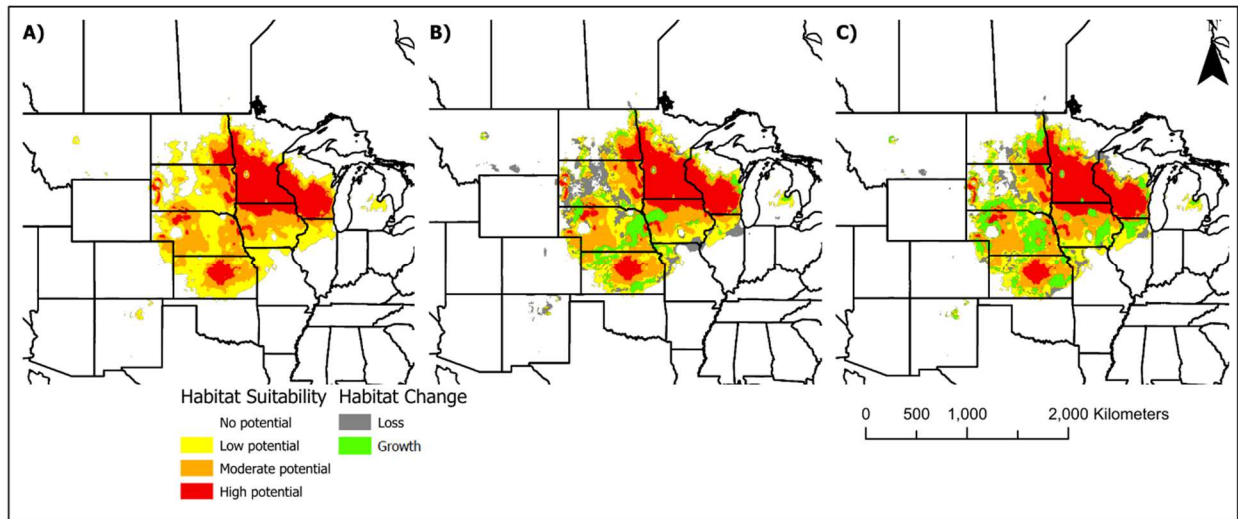 A)
B)
C)
N
Habitat Suitability
No potential
Low potential
Moderate potential
High potential
Habitat Change
Loss
Growth
0 500 1,000 2,000 Kilometers